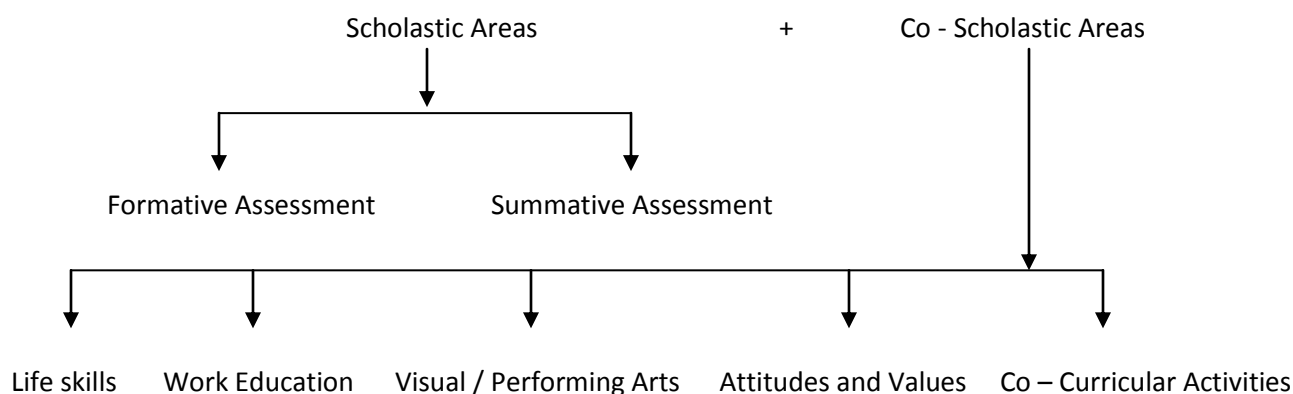 Scholastic Areas + Co - Scholastic Areas
Formative Assessment Summative Assessment
Life skills Work Education Visual / Performing Arts Attitudes and Values Co – Curricular Activities